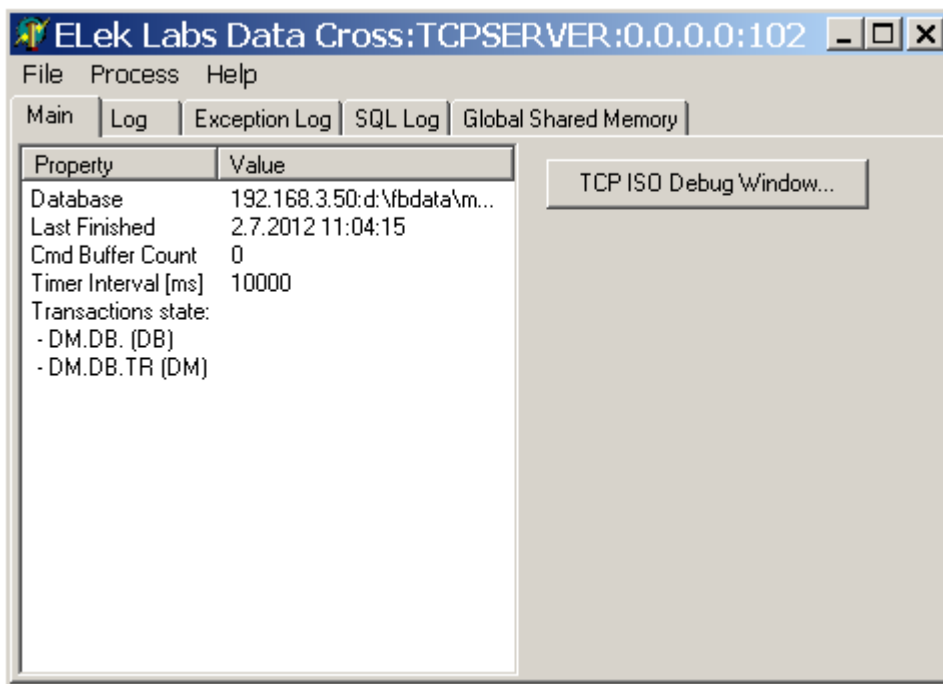 ELek Labs Data Cross:TCPSERVER:0.0.0.0:102
File Process Help
Main Log Exception Log SQL Log Global Shared Memory
Property Value
TCP ISO Debug Window...
Database 192.168.3.50:d:\fbdata\m...
Last Finished 2.7.2012 11:04:15
Cmd Buffer Count 0
Timer Interval [ms] 10000
Transactions state:
- DM.DB. (DB)
- DM.DB.TR (DM)